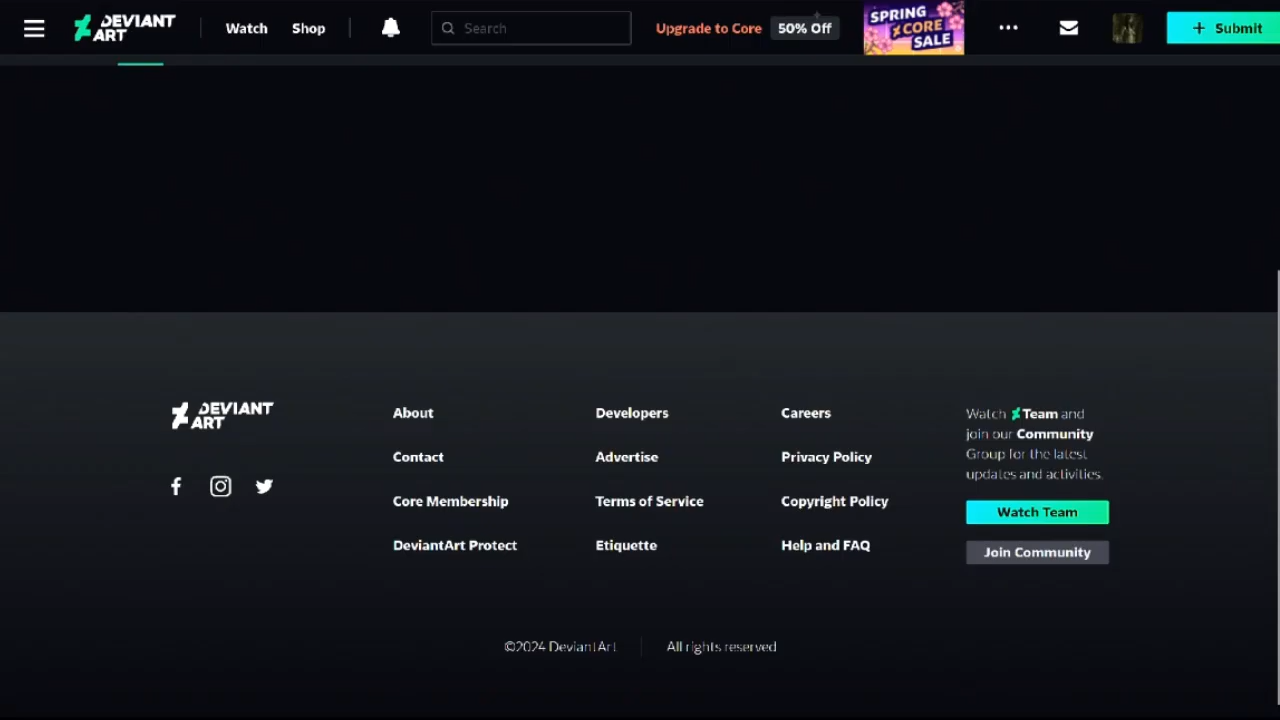 DEVIANT
ART
Watch
Shop
Search
Upgrade to Core
50% Off
SPRING
CORE
SALE
+ Submit
DEVIANT
ART
About
Developers
Careers
Contact
Advertise
Privacy Policy
Core Membership
Terms of Service
Copyright Policy
DeviantArt Protect
Etiquette
Help and FAQ
Watch Team and
join our Community
Group for the latest
updates and activities.
Watch Team
Join Community
©2024 DeviantArt
All rights reserved